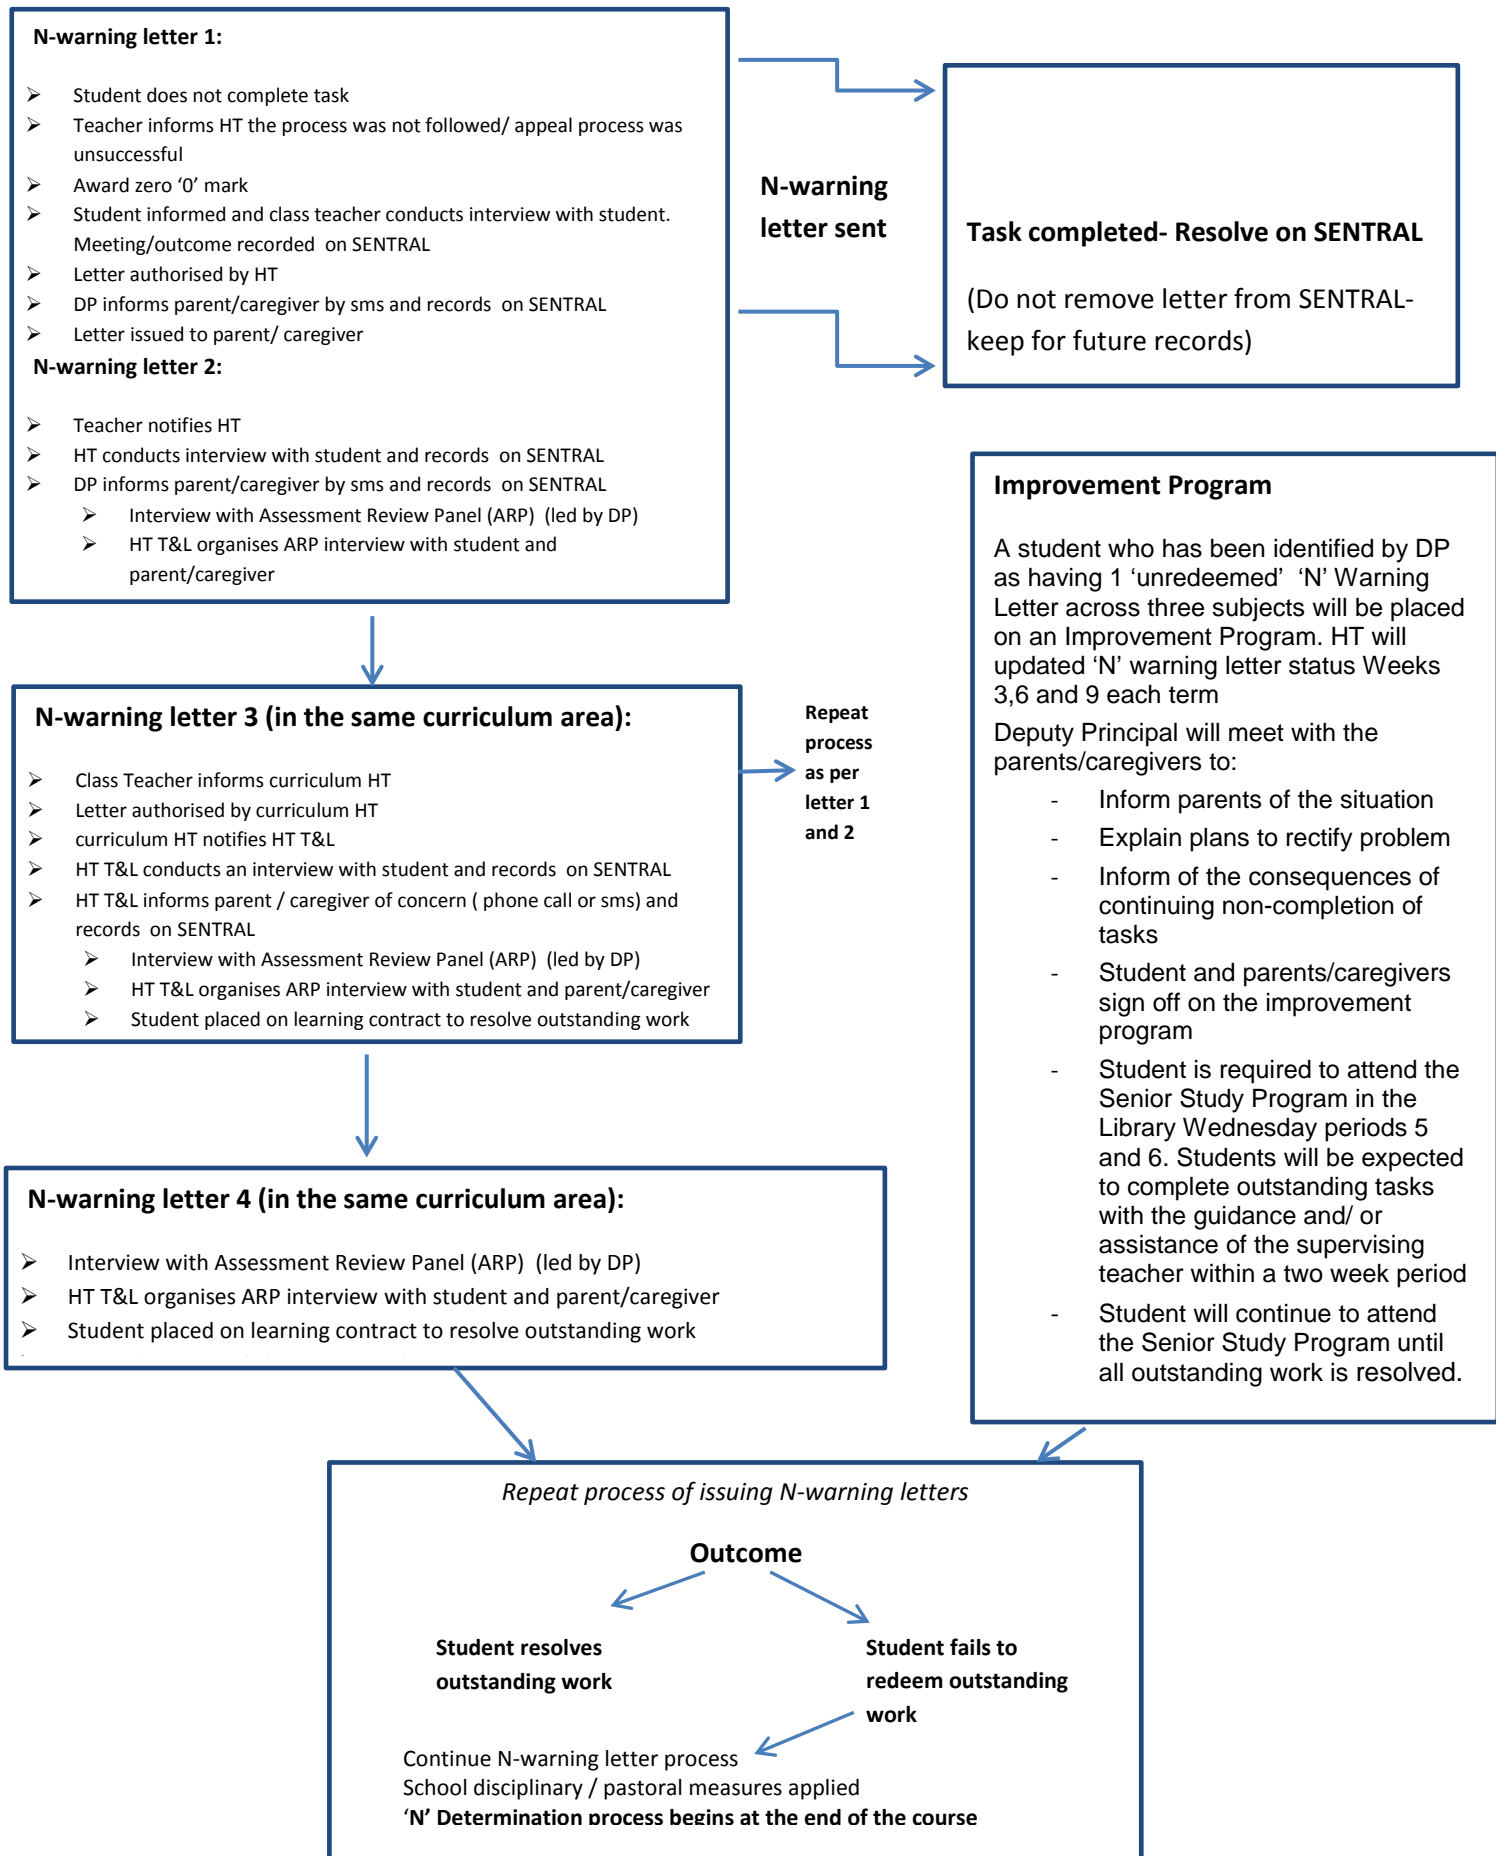 N-warning letter 1:
➢ Student does not complete task
➢ Teacher informs HT the process was not followed/ appeal process was
unsuccessful
➢ Award zero ‘0’ mark
➢ Student informed and class teacher conducts interview with student.
Meeting/outcome recorded on SENTRAL
➢ Letter authorised by HT
➢ DP informs parent/caregiver by sms and records on SENTRAL
➢ Letter issued to parent/ caregiver
N-warning letter 2:
➢ Teacher notifies HT
➢ HT conducts interview with student and records on SENTRAL
➢ DP informs parent/caregiver by sms and records on SENTRAL
➢ Interview with Assessment Review Panel (ARP) (led by DP)
➢ HT T&L organises ARP interview with student and
parent/caregiver
N-warning
letter sent
Task completed- Resolve on SENTRAL
(Do not remove letter from SENTRAL-
keep for future records)
N-warning letter 3 (in the same curriculum area):
➢ Class Teacher informs curriculum HT
➢ Letter authorised by curriculum HT
➢ curriculum HT notifies HT T&L
➢ HT T&L conducts an interview with student and records on SENTRAL
➢ HT T&L informs parent / caregiver of concern ( phone call or sms) and
records on SENTRAL
➢ Interview with Assessment Review Panel (ARP) (led by DP)
➢ HT T&L organises ARP interview with student and parent/caregiver
➢ Student placed on learning contract to resolve outstanding work
Repeat
process
as per
letter 1
and 2
Improvement Program
A student who has been identified by DP
as having 1 ‘unredeemed’ ‘N’ Warning
Letter across three subjects will be placed
on an Improvement Program. HT will
updated ‘N’ warning letter status Weeks
3,6 and 9 each term
Deputy Principal will meet with the
parents/caregivers to:
- Inform parents of the situation
- Explain plans to rectify problem
- Inform of the consequences of
continuing non-completion of
tasks
- Student and parents/caregivers
sign off on the improvement
program
- Student is required to attend the
Senior Study Program in the
Library Wednesday periods 5
and 6. Students will be expected
to complete outstanding tasks
with the guidance and/ or
assistance of the supervising
teacher within a two week period
- Student will continue to attend
the Senior Study Program until
all outstanding work is resolved.
N-warning letter 4 (in the same curriculum area):
➢ Interview with Assessment Review Panel (ARP) (led by DP)
➢ HT T&L organises ARP interview with student and parent/caregiver
➢ Student placed on learning contract to resolve outstanding work
Repeat process of issuing N-warning letters
Outcome
Student resolves
outstanding work
Student fails to
redeem outstanding
work
Continue N-warning letter process
School disciplinary / pastoral measures applied
‘N’ Determination process begins at the end of the course